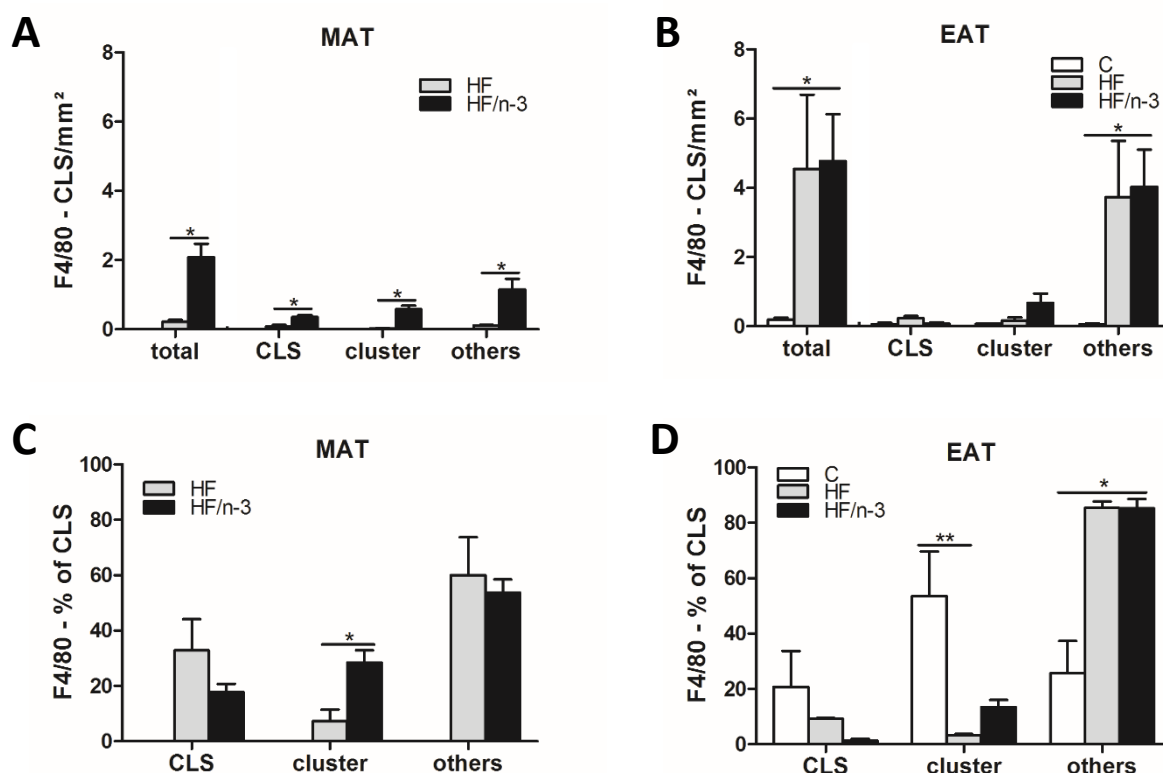 A
MAT
F4/80 - CLS/mm²
8
6
4
2
0
HF
HF/n-3
*
*
*
*
total CLS cluster others
B
EAT
F4/80 - CLS/mm²
8
6
4
2
0
C
HF
HF/n-3
*
*
total CLS cluster others
C
MAT
F4/80 - % of CLS
100
80
60
40
20
0
HF
HF/n-3
*
CLS cluster others
D
EAT
F4/80 - % of CLS
100
80
60
40
20
0
C
HF
HF/n-3
**
*
CLS cluster others